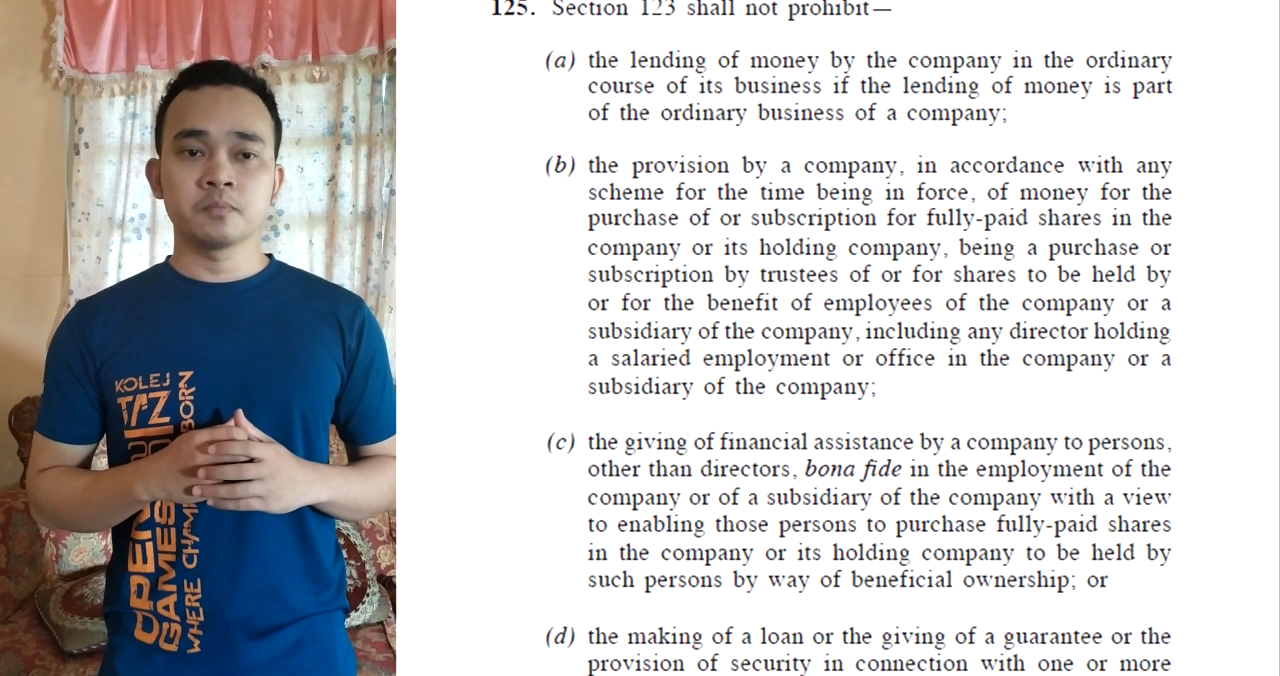 KOLEJ
OPEN
GAMES
WHERE
BORN
125. Section 123 shall not prohibit—
(a) the lending of money by the company in the ordinary
course of its business if the lending of money is part
of the ordinary business of a company;
(b) the provision by a company, in accordance with any
scheme for the time being in force, of money for the
purchase of or subscription for fully-paid shares in the
company or its holding company, being a purchase or
subscription by trustees of or for shares to be held by
or for the benefit of employees of the company or a
subsidiary of the company, including any director holding
a salaried employment or office in the company or a
subsidiary of the company;
(c) the giving of financial assistance by a company to persons,
other than directors, bona fide in the employment of the
company or of a subsidiary of the company with a view
to enabling those persons to purchase fully-paid shares
in the company or its holding company to be held by
such persons by way of beneficial ownership; or
(d) the making of a loan or the giving of a guarantee or the
provision of security in connection with one or more